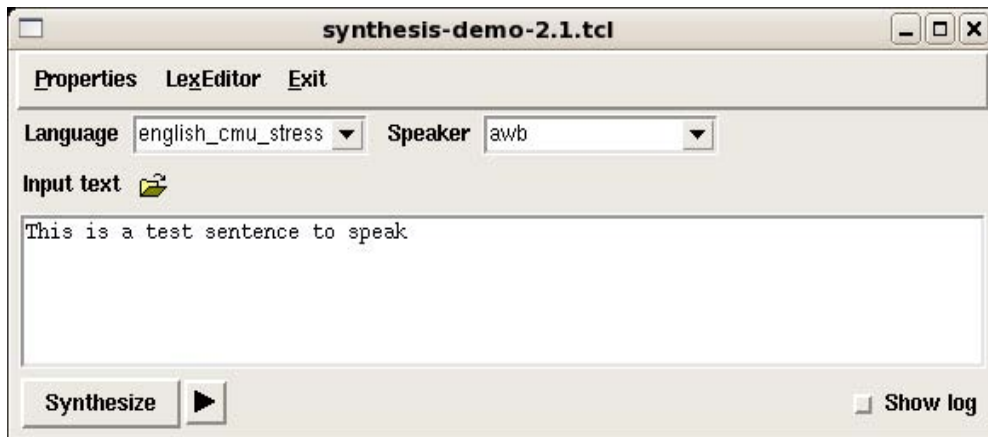 synthesis-demo-2.1.tcl
Properties LexEditor Exit
Language english_cmu_stress Speaker awb
Input text
This is a test sentence to speak
Synthesize Show log